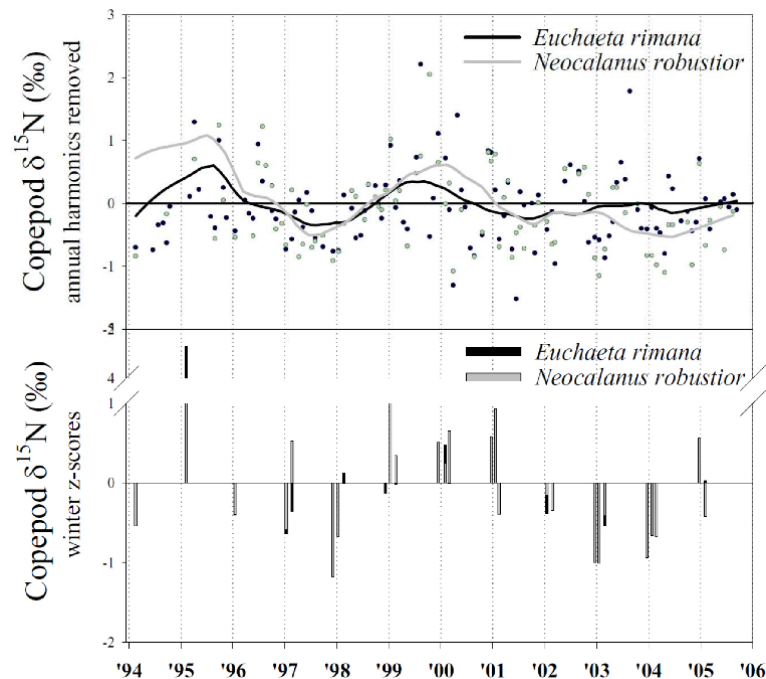 3
Euchaeta rimana
Neocalanus robustior
2
1
0
-1
Copepod δ¹⁵N (‰)
annual harmonics removed
Euchaeta rimana
Neocalanus robustior
4
1
0
-1
-2
Copepod δ¹⁵N (‰)
winter z-scores
'94 '95 '96 '97 '98 '99 '00 '01 '02 '03 '04 '05 '06